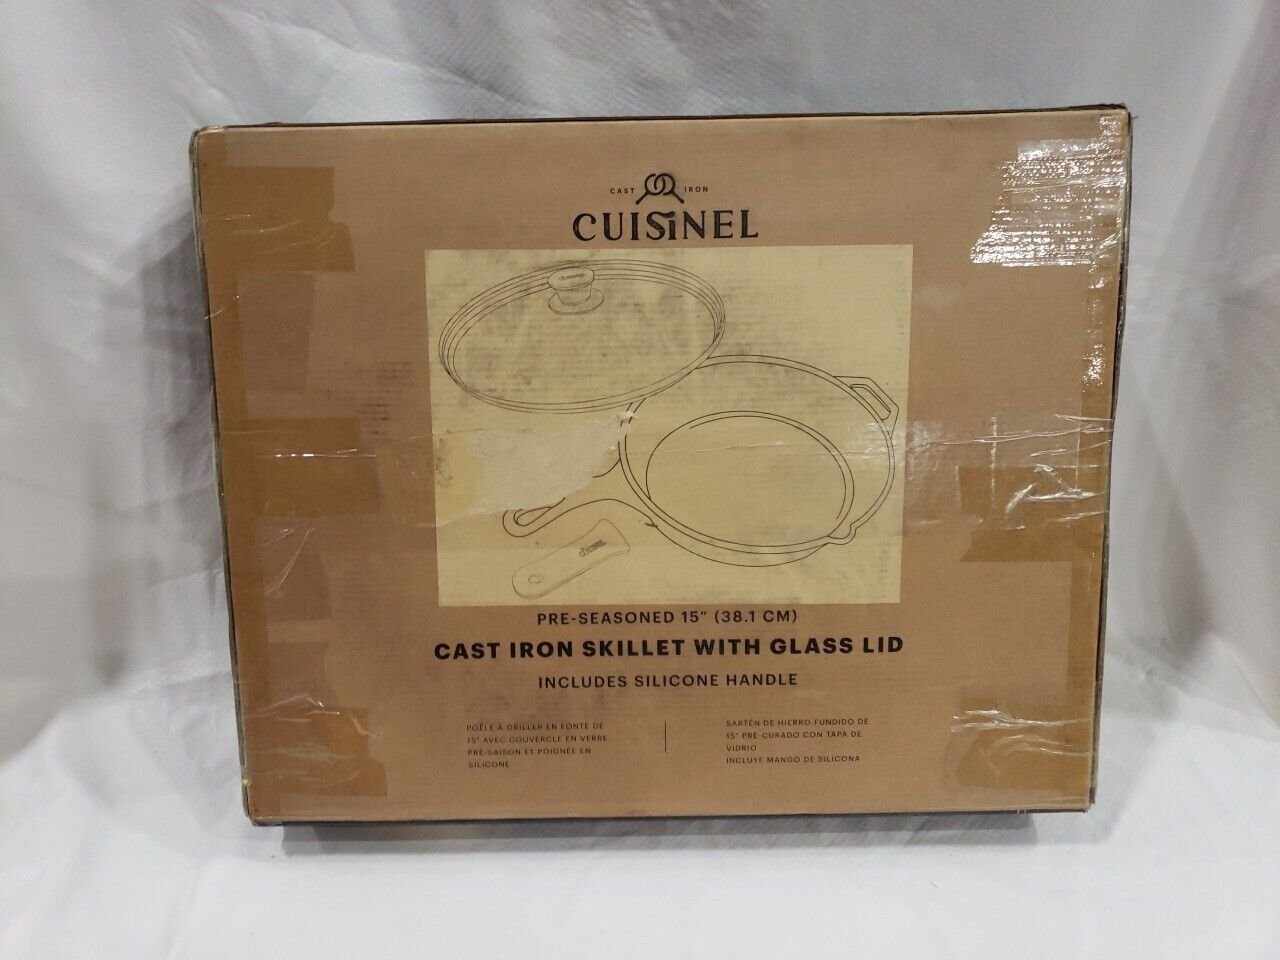 CAST IRON
CUISINEL
PRE-SEASONED 15" (38.1 CM)
CAST IRON SKILLET WITH GLASS LID
INCLUDES SILICONE HANDLE
POÊLE À GRILLER EN FONTE DE
15" AVEC COUVERCLE EN VERRE,
PRÉ-SAISON ET POIGNÉE EN
SILICONE
SARTÉN DE HIERRO FUNDIDO DE
15" PRE-CURADO CON TAPA DE
VIDRIO
INCLUYE MANGO DE SILICONA